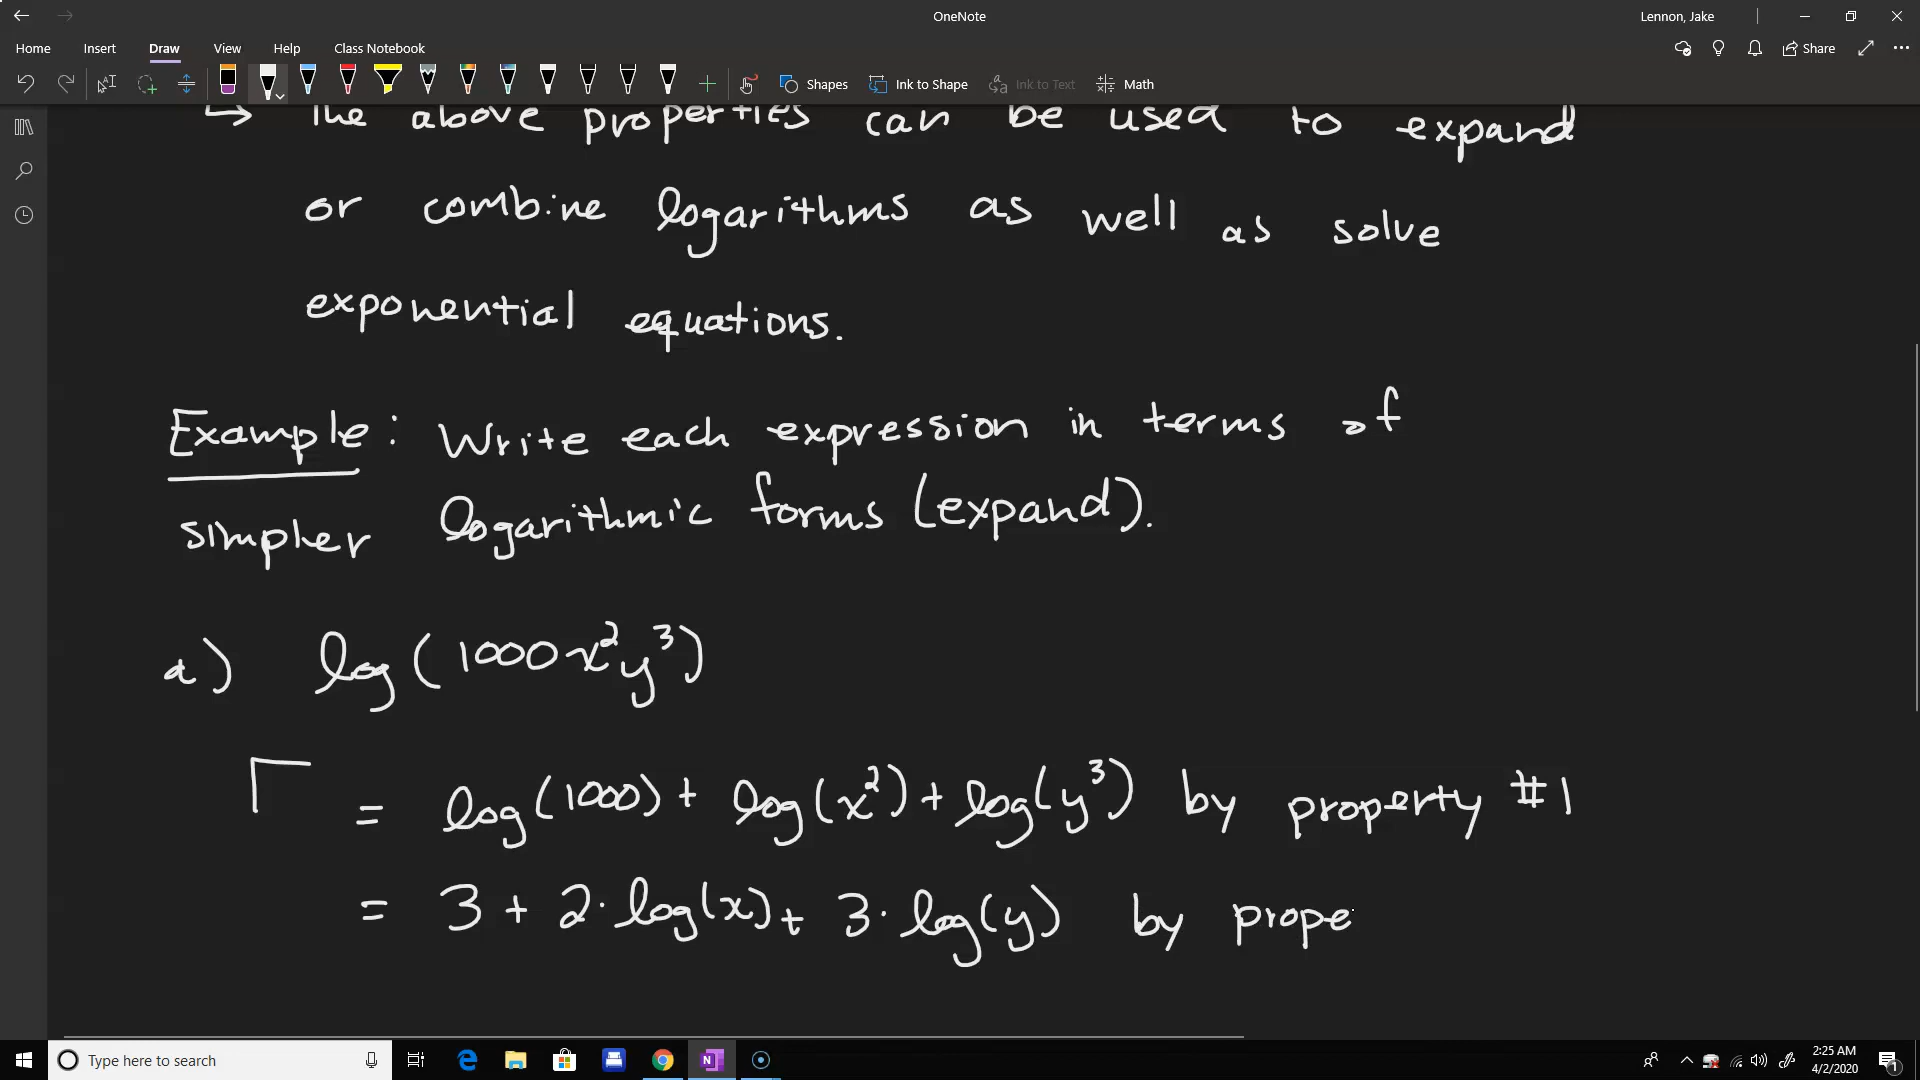 OneNote
Lennon, Jake
Home Insert Draw View Help Class Notebook
Share
Shapes Ink to Shape Ink to Text Math
↳ The above properties can be used to expand
or combine logarithms as well as solve
exponential equations.
Example: Write each expression in terms of
simpler logarithmic forms (expand).
a) log(1000x²y³)
= log(1000) + log(x²) + log(y³) by property #1
= 3 + 2·log(x) + 3·log(y) by prope
Type here to search
2:25 AM
4/2/2020
1